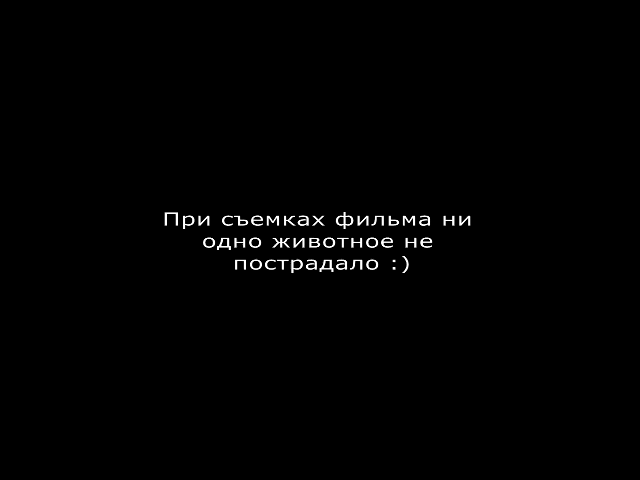 При съемках фильма ни
одно животное не
пострадало :)